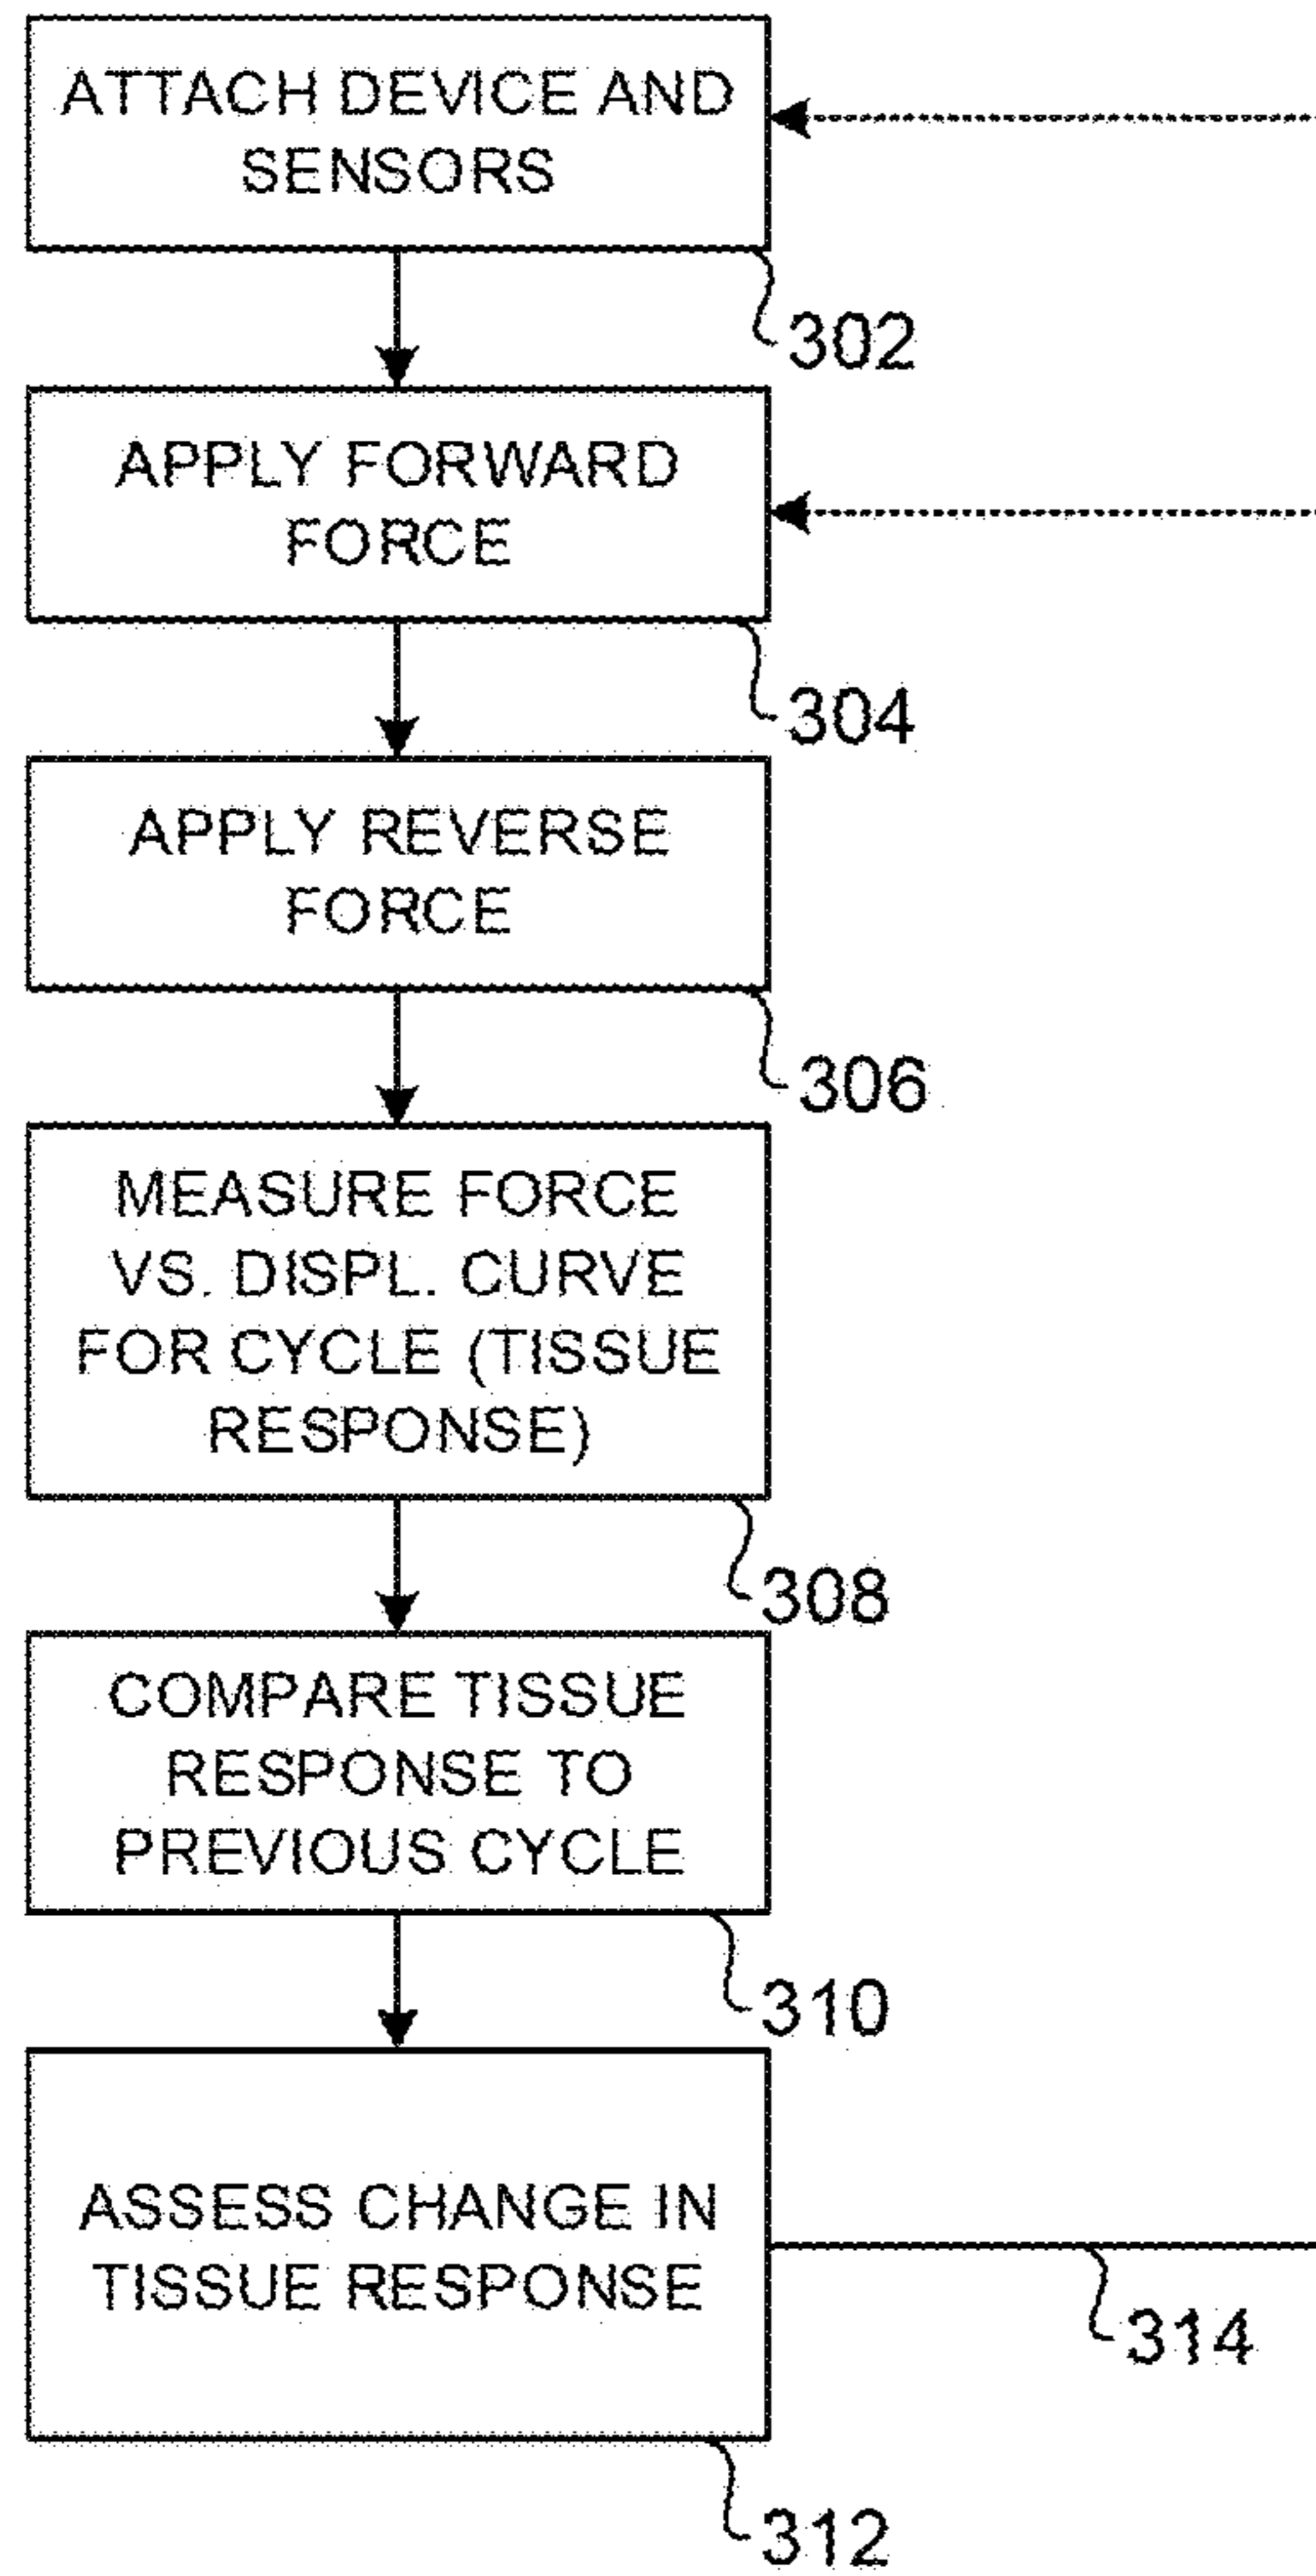 ATTACH DEVICE AND
SENSORS
302
APPLY FORWARD
FORCE
304
APPLY REVERSE
FORCE
306
MEASURE FORCE
VS. DISPL. CURVE
FOR CYCLE (TISSUE
RESPONSE)
308
COMPARE TISSUE
RESPONSE TO
PREVIOUS CYCLE
310
ASSESS CHANGE IN
TISSUE RESPONSE
314
312